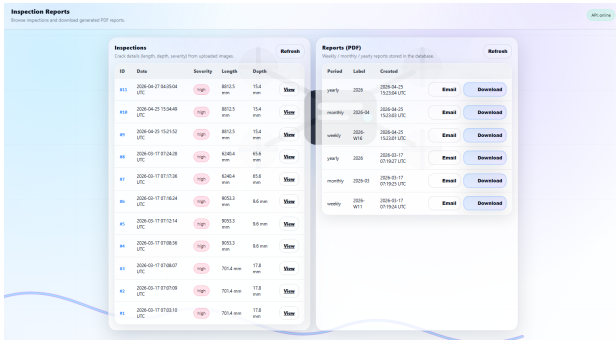 Inspection Reports
Browse inspections and download generated PDF reports.
API: online
Inspections
Crack details (length, depth, severity) from uploaded images.
Refresh
ID Date Severity Length Depth
#11 2026-04-27 04:35:04 UTC high 8812.5 mm 15.4 mm View
#10 2026-04-25 15:34:49 UTC high 8812.5 mm 15.4 mm View
#9 2026-04-25 15:21:52 UTC high 8812.5 mm 15.4 mm View
#8 2026-03-17 07:24:28 UTC high 6240.4 mm 65.6 mm View
#7 2026-03-17 07:17:36 UTC high 6240.4 mm 65.6 mm View
#6 2026-03-17 07:16:24 UTC high 9053.3 mm 9.6 mm View
#5 2026-03-17 07:12:14 UTC high 9053.3 mm 9.6 mm View
#4 2026-03-17 07:08:36 UTC high 9053.3 mm 9.6 mm View
#3 2026-03-17 07:08:07 UTC high 701.4 mm 17.8 mm View
#2 2026-03-17 07:07:09 UTC high 701.4 mm 17.8 mm View
#1 2026-03-17 07:03:10 UTC high 701.4 mm 17.8 mm View
Reports (PDF)
Weekly / monthly / yearly reports stored in the database.
Refresh
Period Label Created
yearly 2026 2026-04-25 15:23:04 UTC Email Download
monthly 2026-04 2026-04-25 15:23:03 UTC Email Download
weekly 2026-W16 2026-04-25 15:23:01 UTC Email Download
yearly 2026 2026-03-17 07:19:27 UTC Email Download
monthly 2026-03 2026-03-17 07:19:25 UTC Email Download
weekly 2026-W11 2026-03-17 07:19:24 UTC Email Download